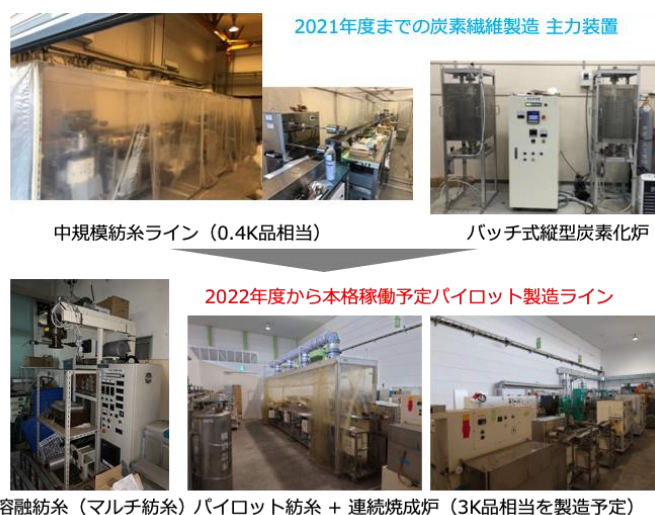 2021年度までの炭素繊維製造 主力装置
中規模紡糸ライン（0.4K品相当）
バッチ式縦型炭素化炉
2022年度から本格稼働予定パイロット製造ライン
容融紡糸（マルチ紡糸）パイロット紡糸 + 連続焼成炉（3K品相当を製造予定）